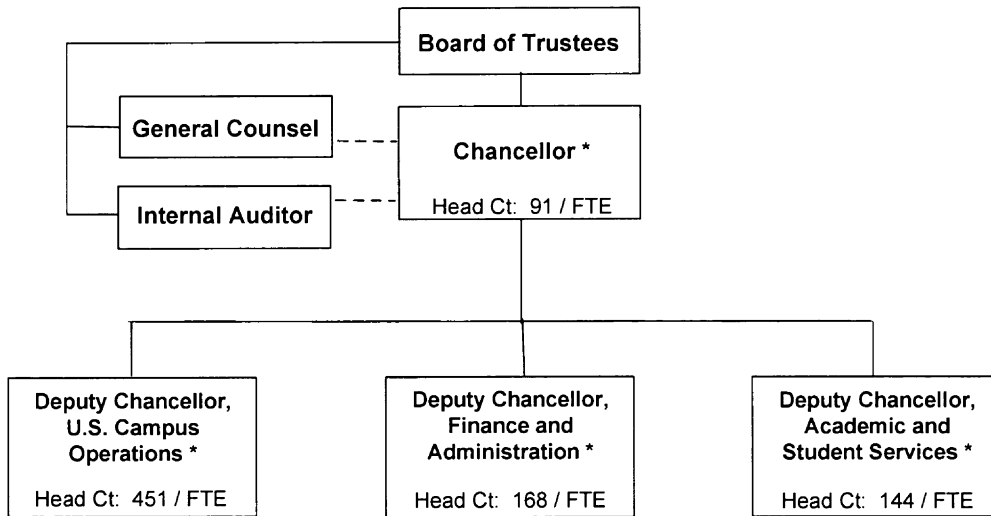 Board of Trustees
General Counsel
Chancellor *
Head Ct: 91 / FTE
Internal Auditor
Deputy Chancellor,
U.S. Campus
Operations *
Head Ct: 451 / FTE
Deputy Chancellor,
Finance and
Administration *
Head Ct: 168 / FTE
Deputy Chancellor,
Academic and
Student Services *
Head Ct: 144 / FTE